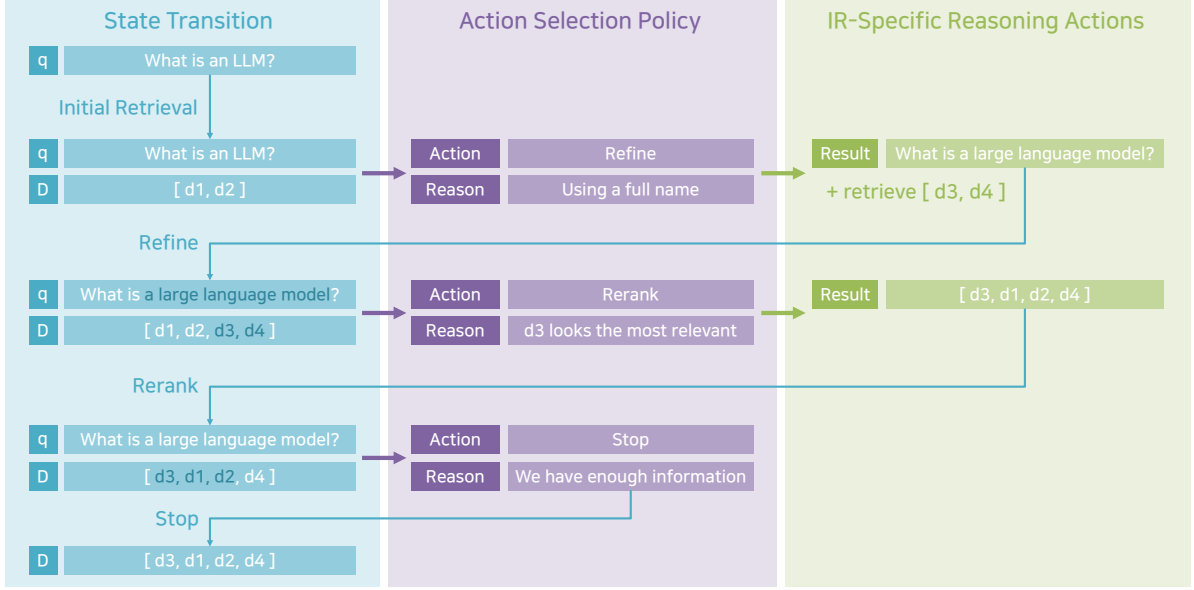 State Transition
Action Selection Policy
IR-Specific Reasoning Actions
q What is an LLM?
Initial Retrieval
q What is an LLM?
D [ d1, d2 ]
Action Refine
Reason Using a full name
Result What is a large language model?
+ retrieve [ d3, d4 ]
Refine
q What is a large language model?
D [ d1, d2, d3, d4 ]
Action Rerank
Reason d3 looks the most relevant
Result [ d3, d1, d2, d4 ]
Rerank
q What is a large language model?
D [ d3, d1, d2, d4 ]
Action Stop
Reason We have enough information
Stop
D [ d3, d1, d2, d4 ]